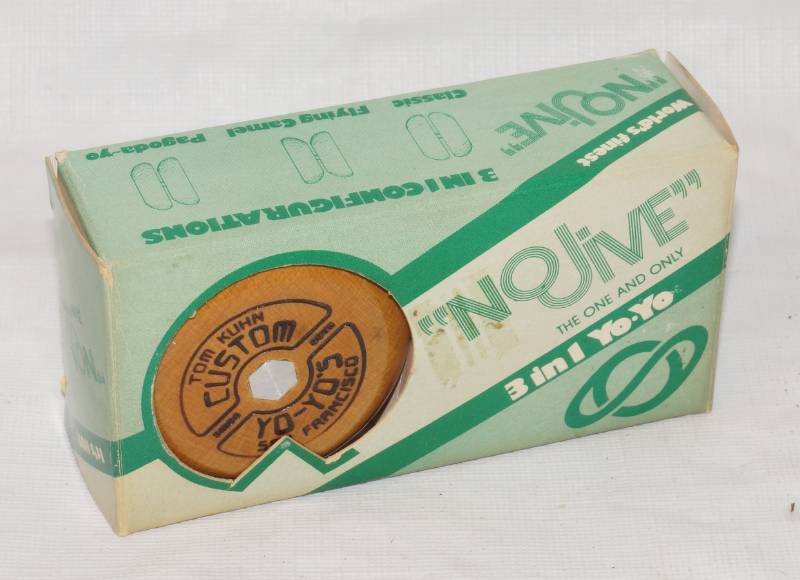 "NOJIVE"
World's finest
3 IN 1 CONFIGURATIONS
Classic
Flying Camel
Pagoda-yo
"NOJIVE"
THE ONE AND ONLY
3 in 1 Yo-Yo
TOM KUHN
CUSTOM
YO-YO'S
FRANCISCO